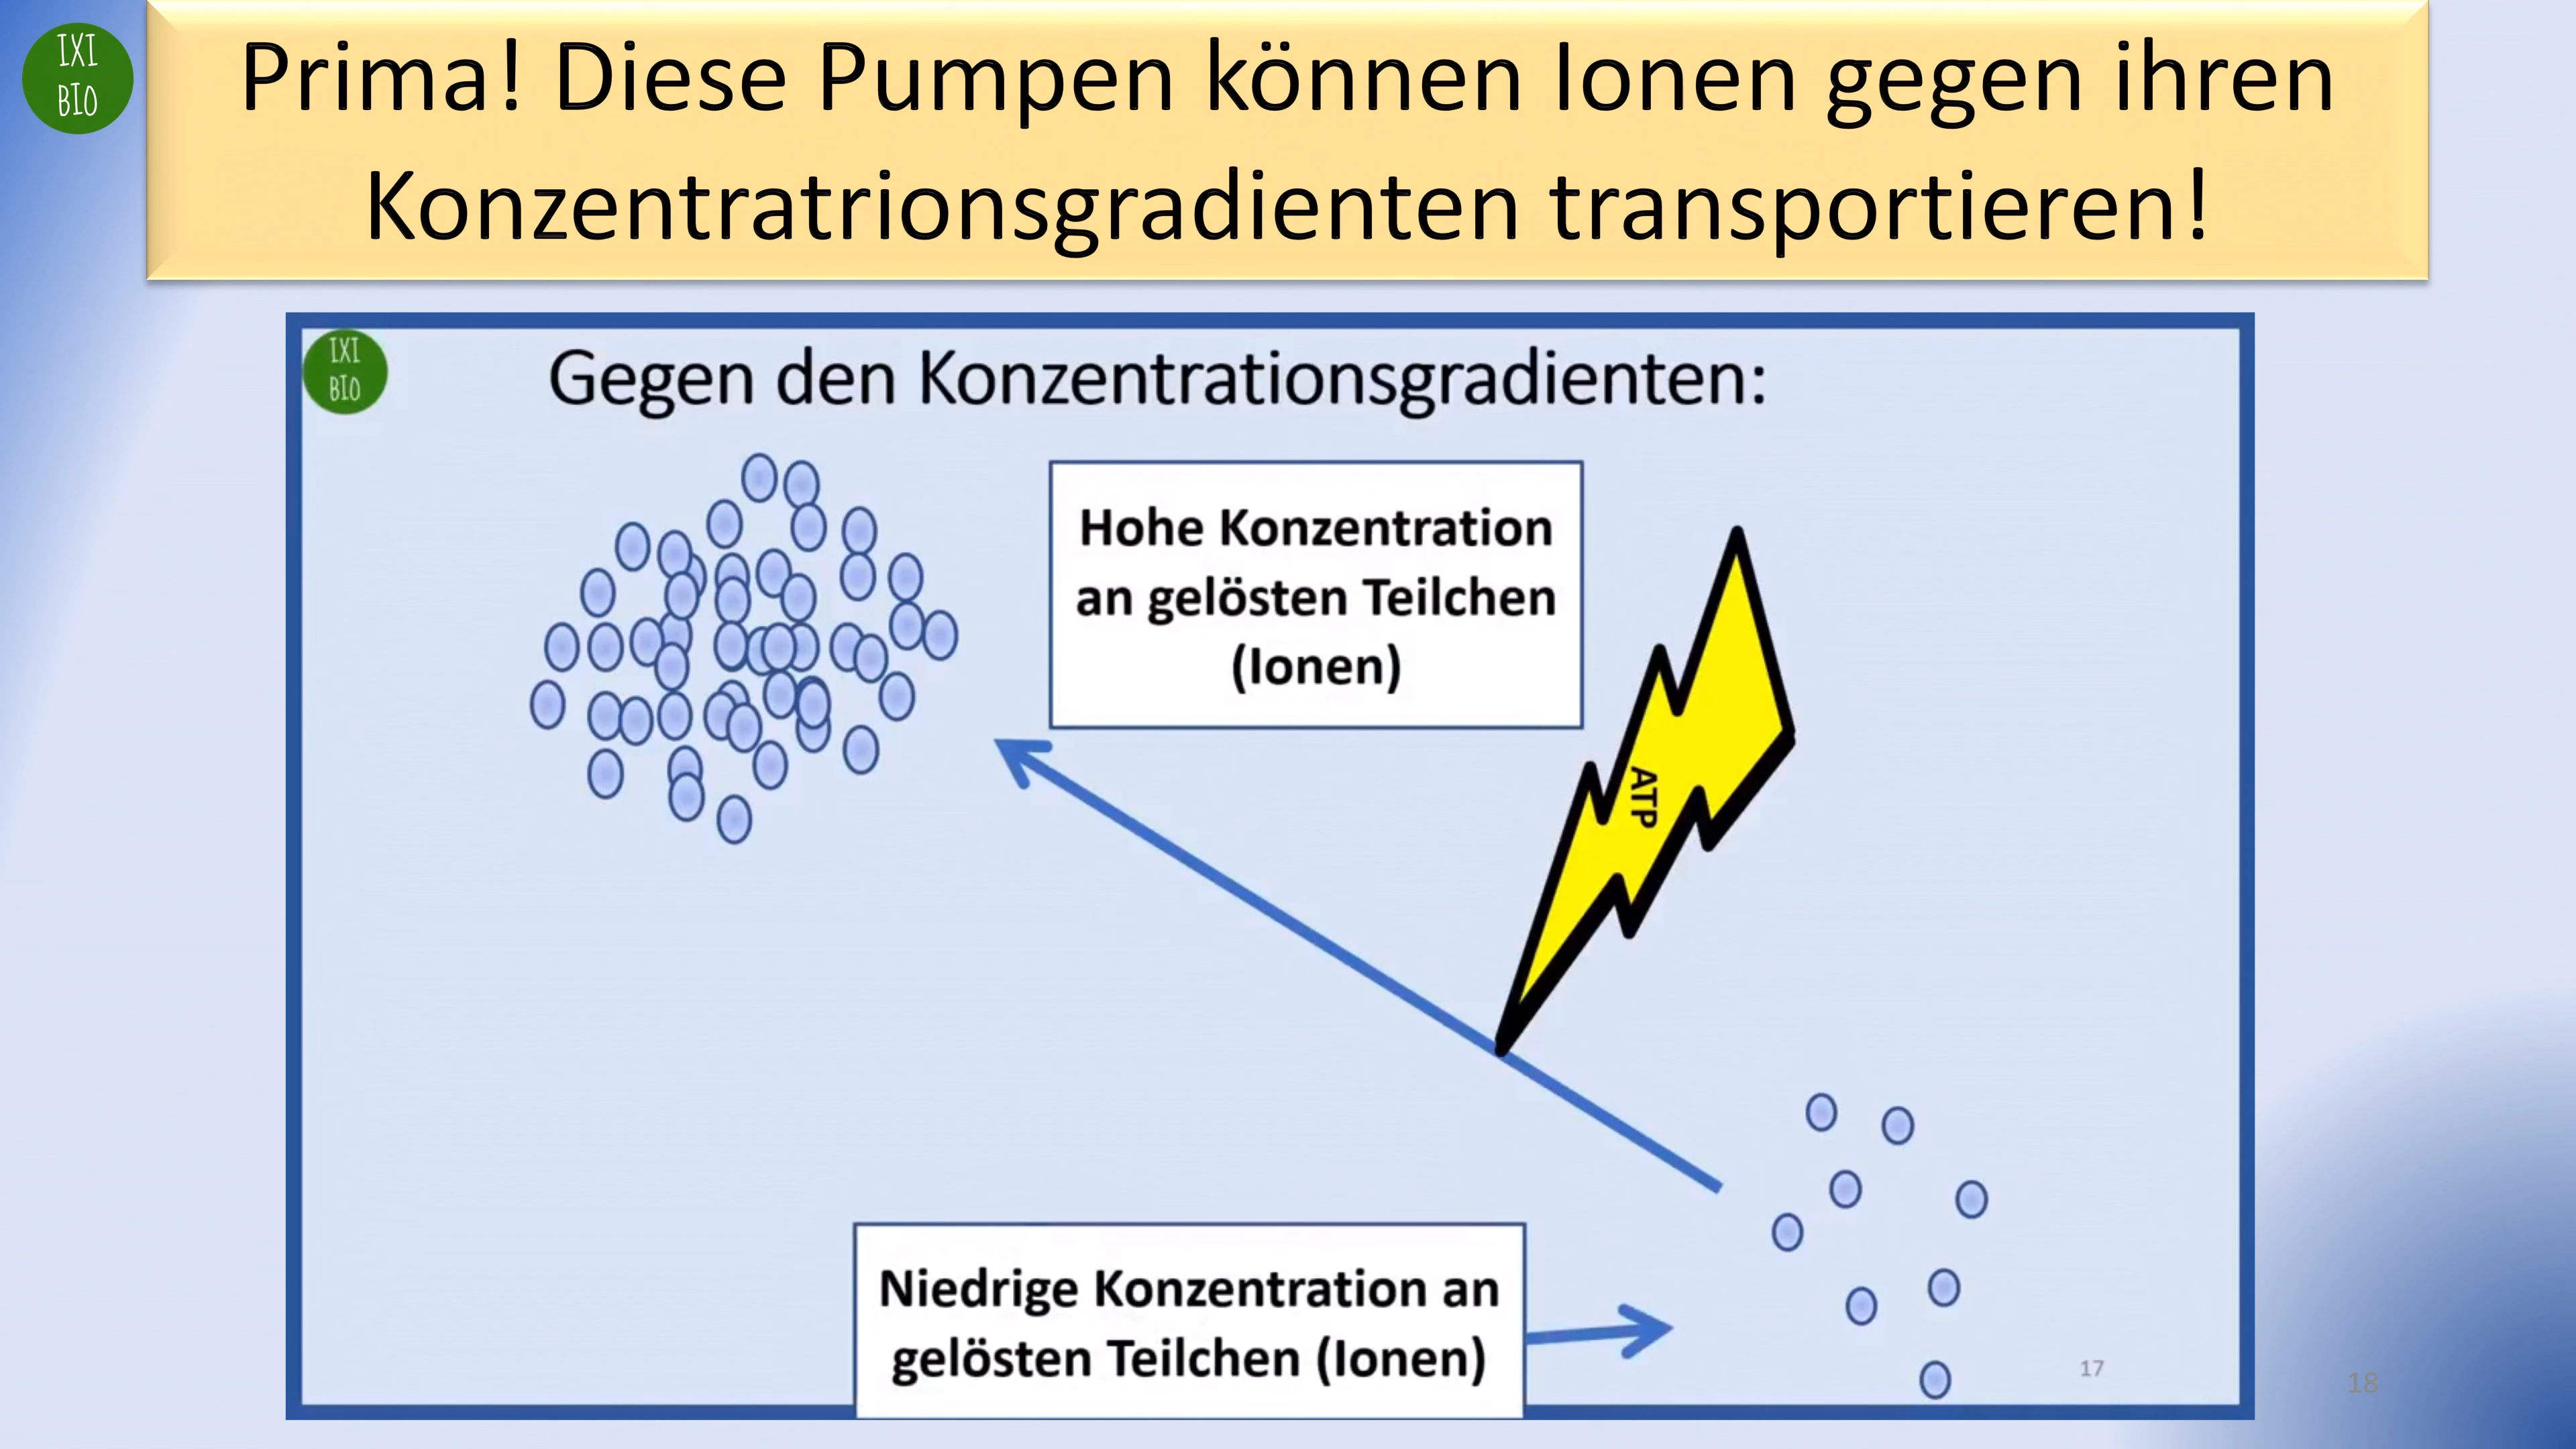 IXI
BIO
Prima! Diese Pumpen können Ionen gegen ihren
Konzentratrionsgradienten transportieren!
IXI
BIO
Gegen den Konzentrationsgradienten:
Hohe Konzentration
an gelösten Teilchen
(Ionen)
ATP
Niedrige Konzentration an
gelösten Teilchen (Ionen)
17
18